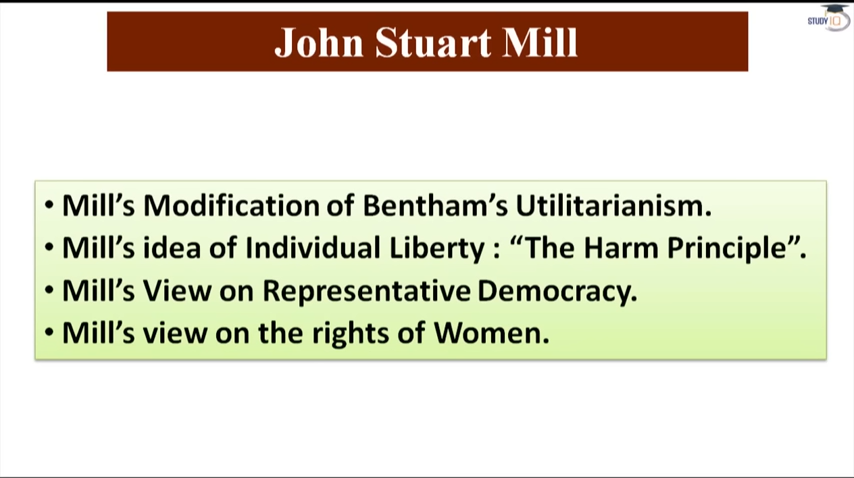 STUDY IQ
John Stuart Mill
• Mill’s Modification of Bentham’s Utilitarianism.
• Mill’s idea of Individual Liberty : “The Harm Principle”.
• Mill’s View on Representative Democracy.
• Mill’s view on the rights of Women.